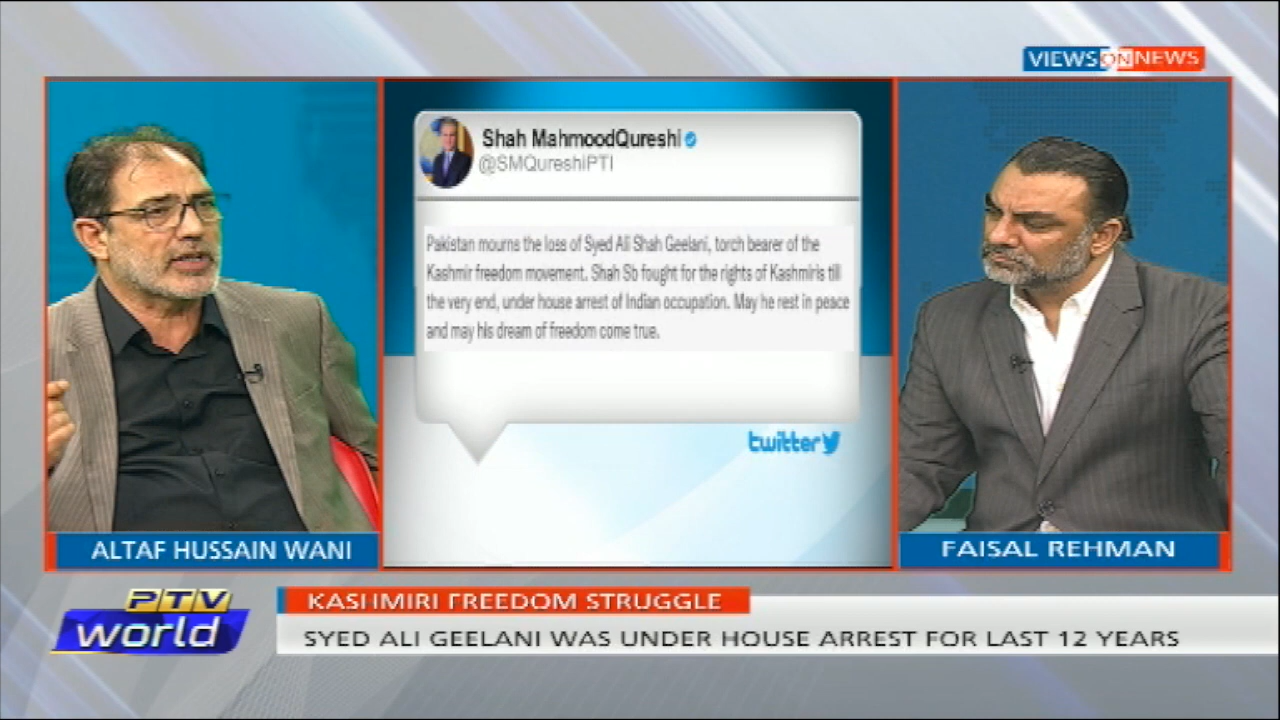 VIEWS ON NEWS
Shah MahmoodQureshi
@SMQureshiPTI
Pakistan mourns the loss of Syed Ali Shah Geelani, torch bearer of the
Kashmir freedom movement. Shah Sb fought for the rights of Kashmiris till
the very end, under house arrest of Indian occupation. May he rest in peace
and may his dream of freedom come true.
twitter
ALTAF HUSSAIN WANI
FAISAL REHMAN
PTV
world
KASHMIRI FREEDOM STRUGGLE
SYED ALI GEELANI WAS UNDER HOUSE ARREST FOR LAST 12 YEARS